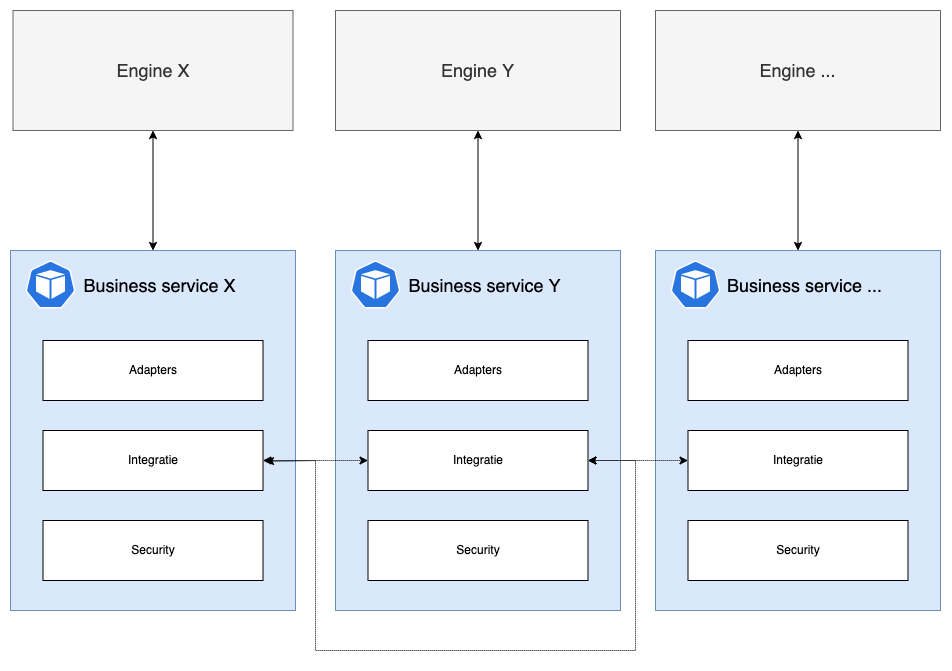 Engine X
Engine Y
Engine ...
Business service X
Business service Y
Business service ...
Adapters
Adapters
Adapters
Integratie
Integratie
Integratie
Security
Security
Security